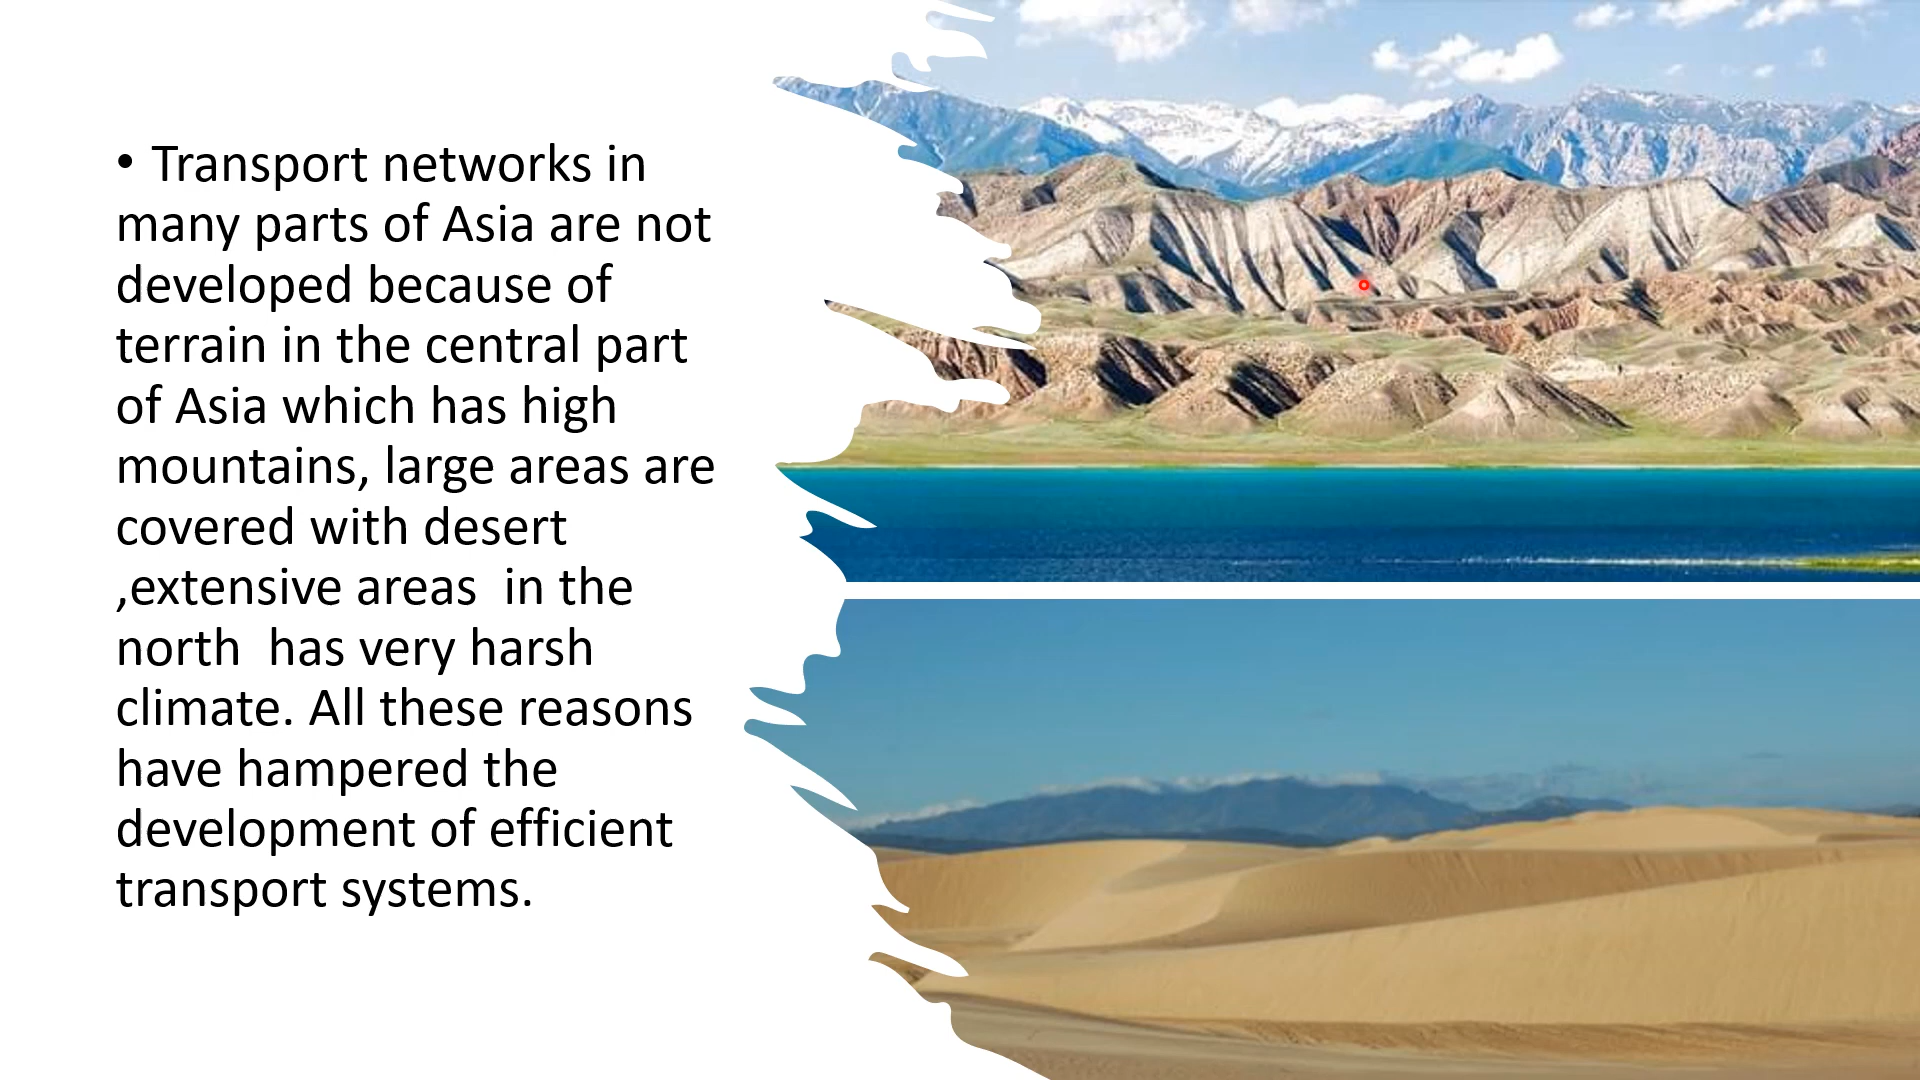 • Transport networks in
many parts of Asia are not
developed because of
terrain in the central part
of Asia which has high
mountains, large areas are
covered with desert
,extensive areas  in the
north  has very harsh
climate. All these reasons
have hampered the
development of efficient
transport systems.